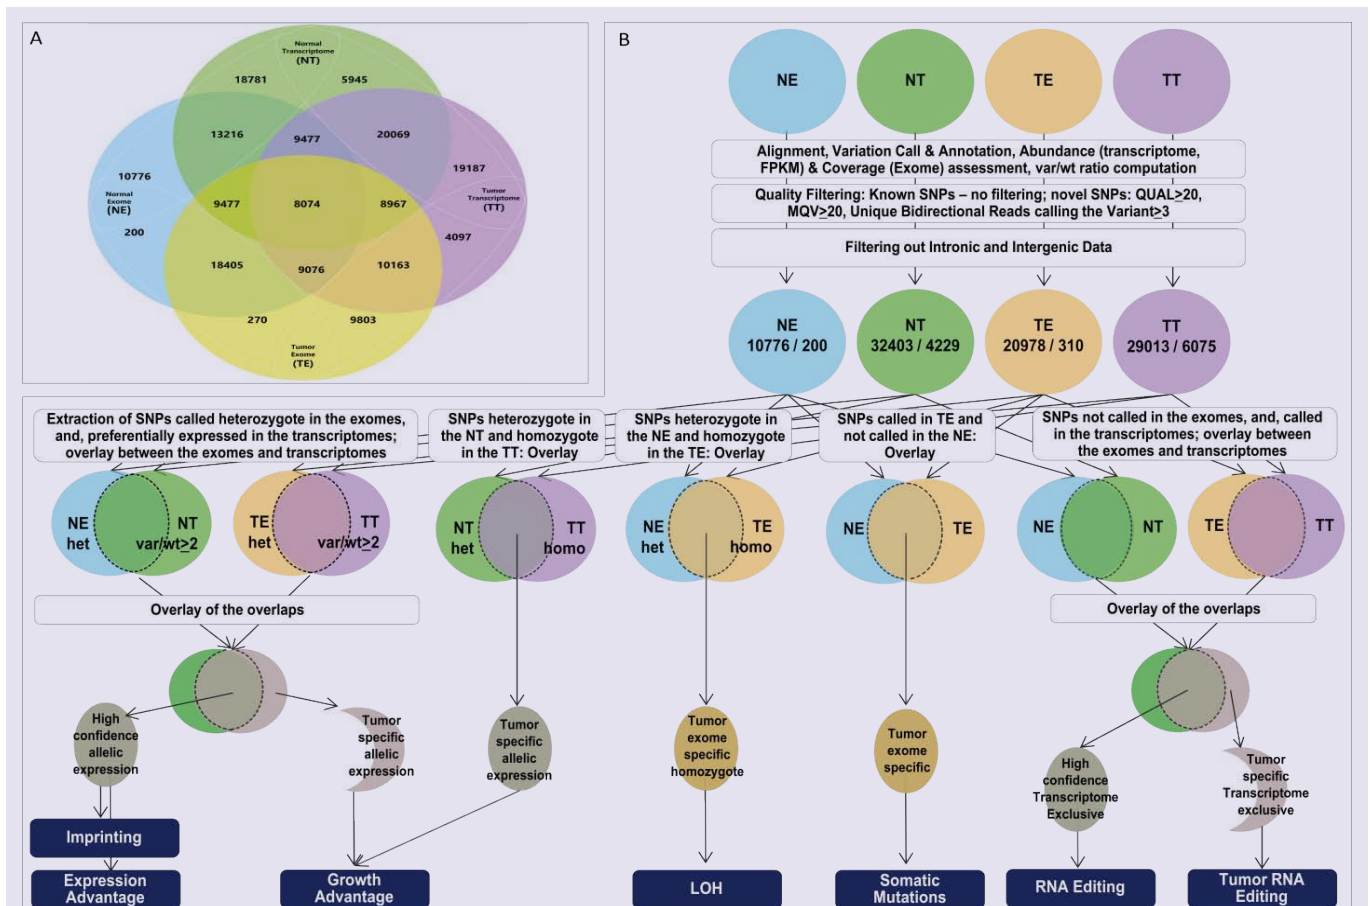 A
Normal
Transcriptome
(NT)
18781
5945
13216
9477
20069
10776
19187
Normal
Exome
(NE)
Tumor
Transcriptome
(TT)
9477
8074
8967
200
4097
18405
9076
10163
270
9803
Tumor
Exome
(TE)
B
NE
NT
TE
TT
Alignment, Variation Call & Annotation, Abundance (transcriptome,
FPKM) & Coverage (Exome) assessment, var/wt ratio computation
Quality Filtering: Known SNPs – no filtering; novel SNPs: QUAL≥20,
MQV≥20, Unique Bidirectional Reads calling the Variant≥3
Filtering out Intronic and Intergenic Data
NE
10776 / 200
NT
32403 / 4229
TE
20978 / 310
TT
29013 / 6075
Extraction of SNPs called heterozygote in the exomes,
and, preferentially expressed in the transcriptomes;
overlay between the exomes and transcriptomes
SNPs heterozygote in
the NT and homozygote
in the TT: Overlay
SNPs heterozygote in
the NE and homozygote
in the TE: Overlay
SNPs called in TE and
not called in the NE:
Overlay
SNPs not called in the exomes, and, called
in the transcriptomes; overlay between
the exomes and transcriptomes
NE
het
NT
var/wt≥2
TE
het
TT
var/wt≥2
NT
het
TT
homo
NE
het
TE
homo
NE
TE
NE
NT
TE
TT
Overlay of the overlaps
Overlay of the overlaps
High
confidence
allelic
expression
Tumor
specific
allelic
expression
Tumor
specific
allelic
expression
Tumor
exome
specific
homozygote
Tumor
exome
specific
High
confidence
Transcriptome
Exclusive
Tumor
specific
Transcriptome
exclusive
Imprinting
Expression
Advantage
Growth
Advantage
LOH
Somatic
Mutations
RNA Editing
Tumor RNA
Editing